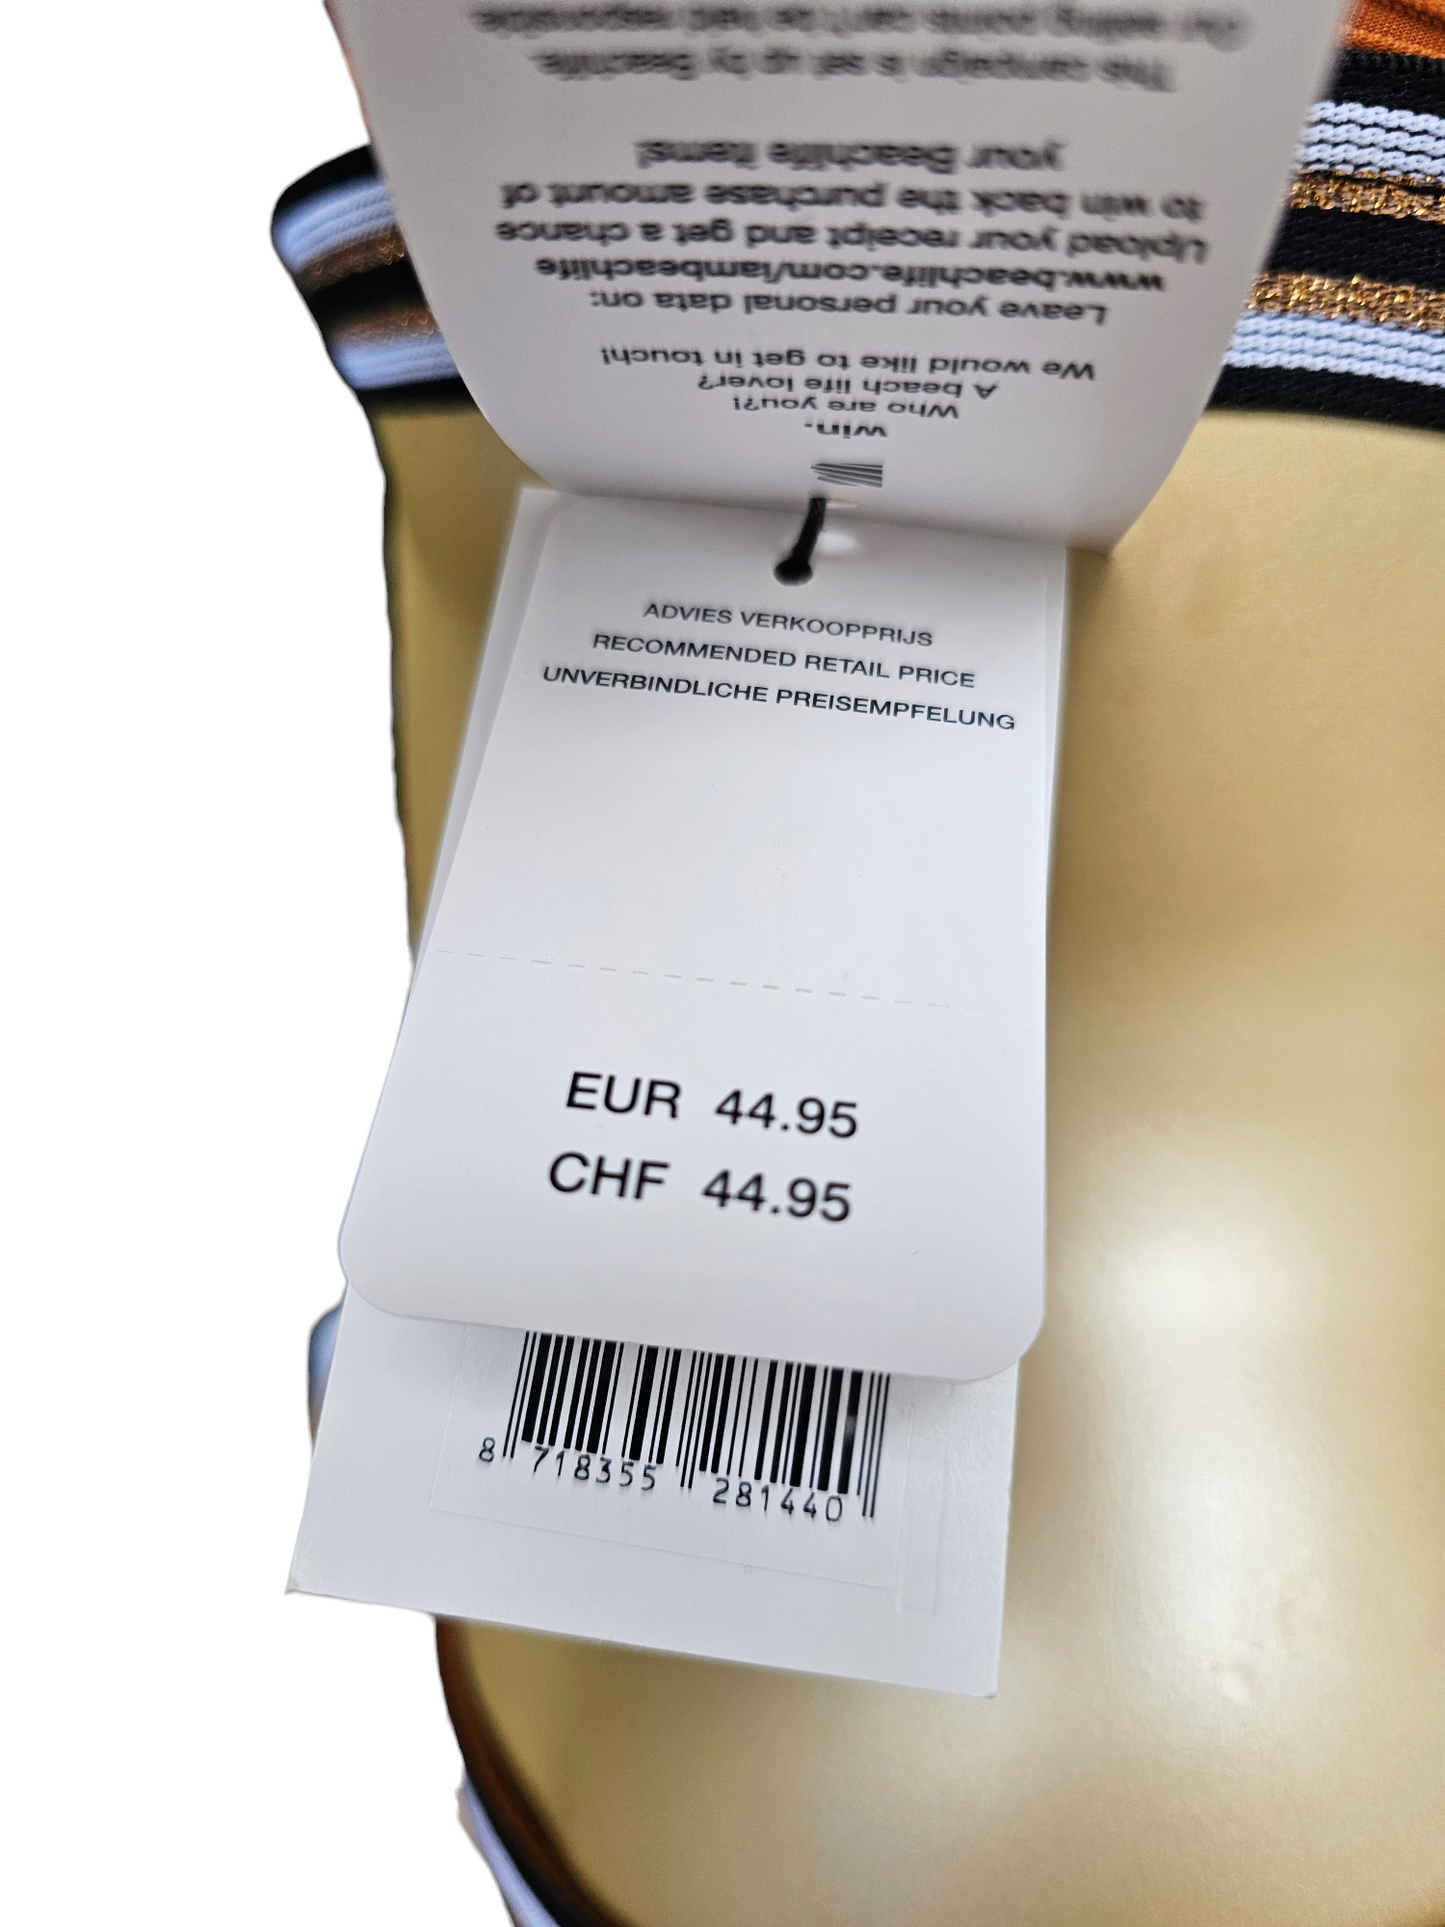 win.
Who are you?!
A beach life lover?
We would like to get in touch!
Leave your personal data on:
www.beachlife.com/iambeachlife
Upload your receipt and get a chance
to win back the purchase amount of
your Beachlife items!
This campaign is set up by Beachlife.
Our selling points can't be held responsible.
ADVIES VERKOOPPRIJS
RECOMMENDED RETAIL PRICE
UNVERBINDLICHE PREISEMPFELUNG
EUR 44.95
CHF 44.95
8 718355 281440